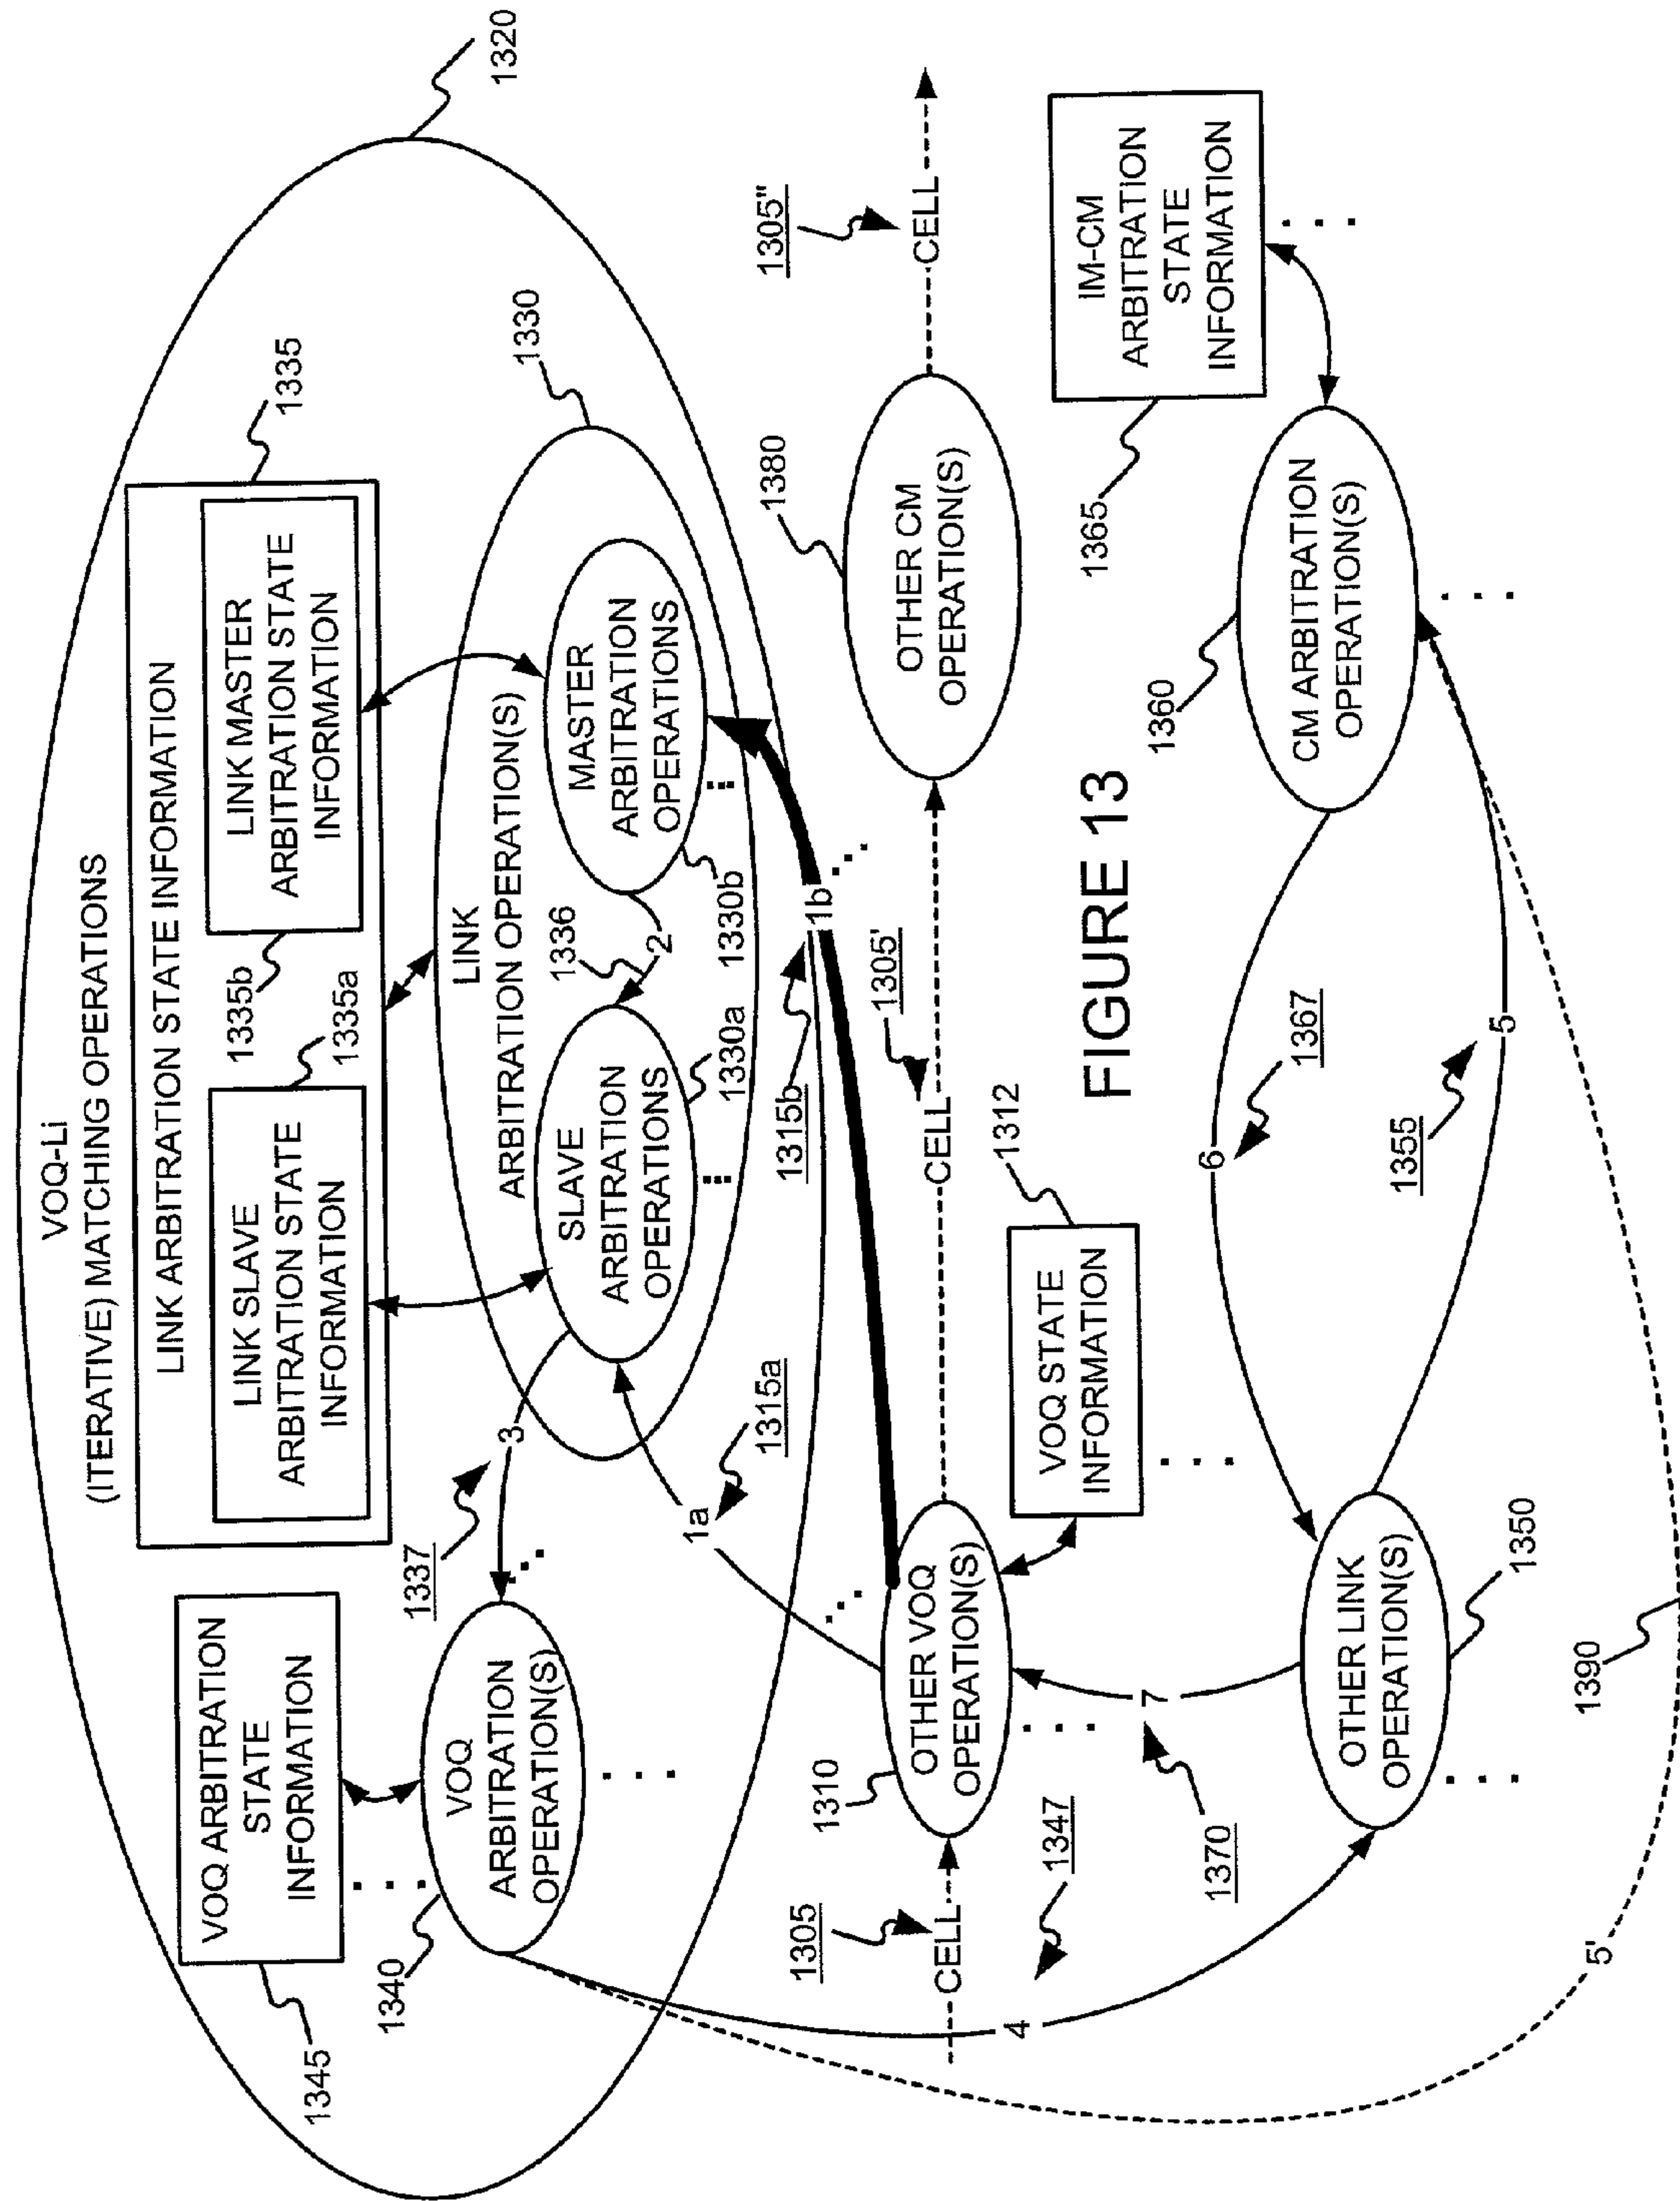 VOQ-Li
(ITERATIVE) MATCHING OPERATIONS
1320
LINK ARBITRATION STATE INFORMATION
1335
VOQ ARBITRATION
STATE
INFORMATION
1345
LINK SLAVE
ARBITRATION STATE
INFORMATION
1335a
LINK MASTER
ARBITRATION STATE
INFORMATION
1335b
VOQ
ARBITRATION
OPERATION(S)
1340
1337
3
LINK
ARBITRATION OPERATION(S)
1330
SLAVE
ARBITRATION
OPERATIONS
1330a
1336
2
MASTER
ARBITRATION
OPERATIONS
1330b
1a
1315a
1315b
1b
1305
CELL
1310
OTHER VOQ
OPERATION(S)
CELL
1305'
1380
OTHER CM
OPERATION(S)
CELL
1305"
1347
4
VOQ STATE
INFORMATION
1312
FIGURE 13
7
1370
IM-CM
ARBITRATION
STATE
INFORMATION
1365
6
1367
1360
CM ARBITRATION
OPERATION(S)
OTHER LINK
OPERATION(S)
1350
1355
5
5'
1390